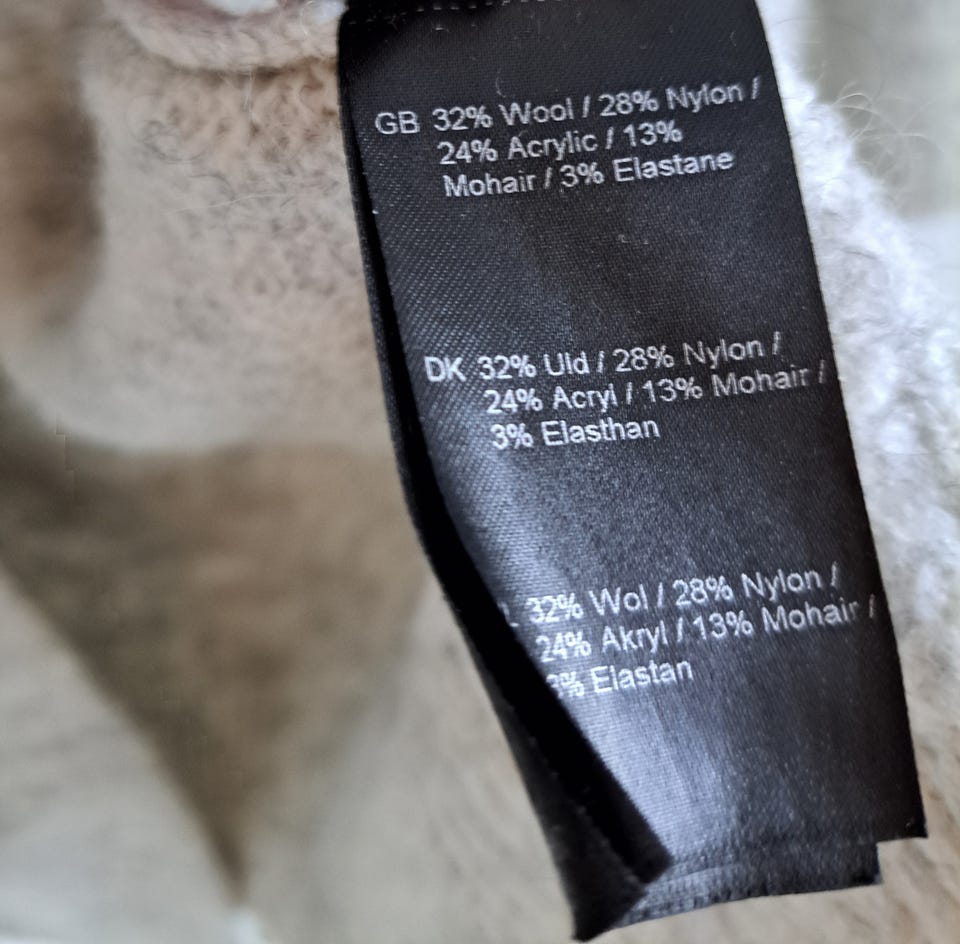 GB 32% Wool / 28% Nylon /
24% Acrylic / 13%
Mohair / 3% Elastane
DK 32% Uld / 28% Nylon /
24% Acryl / 13% Mohair /
3% Elasthan
32% Wol / 28% Nylon /
24% Akryl / 13% Mohair /
3% Elastan